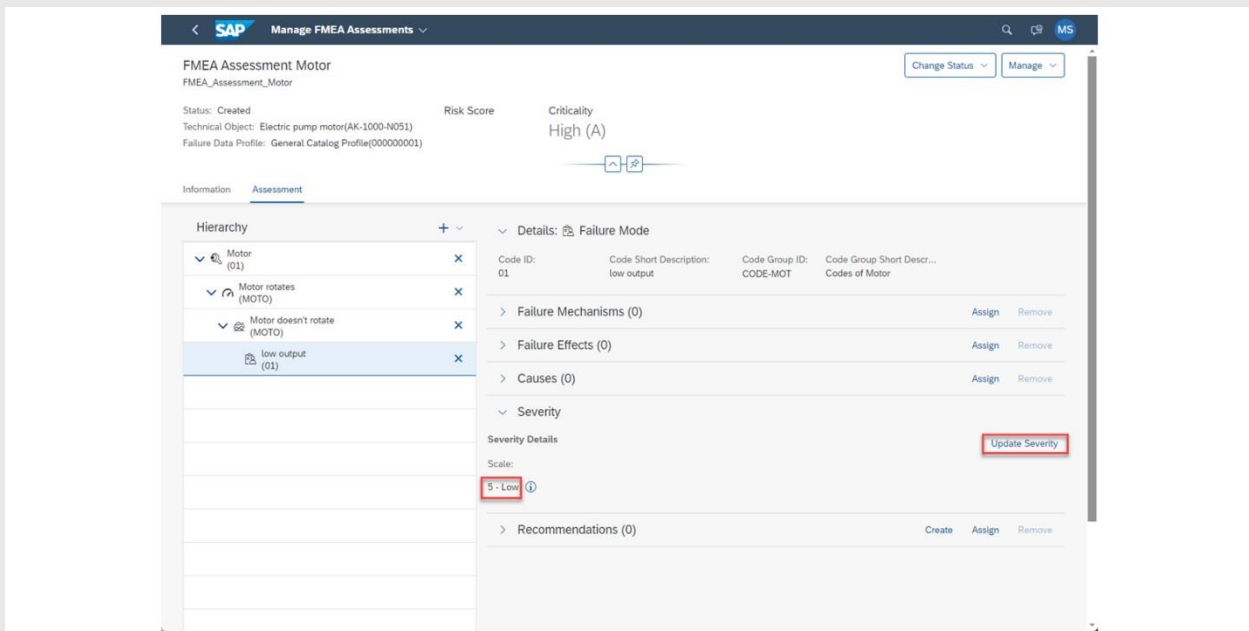 SAP Manage FMEA Assessments MS
FMEA Assessment Motor
Change Status Manage
FMEA_Assessment_Motor
Status: Created Risk Score Criticality
Technical Object: Electric pump motor(AK-1000-N051) High (A)
Failure Data Profile: General Catalog Profile(000000001)
Information Assessment
Hierarchy
Motor
(01)
Motor rotates
(MOTO)
Motor doesn't rotate
(MOTO)
low output
(01)
Details: Failure Mode
Code ID: Code Short Description: Code Group ID: Code Group Short Descr...
01 low output CODE-MOT Codes of Motor
Failure Mechanisms (0) Assign Remove
Failure Effects (0) Assign Remove
Causes (0) Assign Remove
Severity
Severity Details Update Severity
Scale:
5 - Low
Recommendations (0) Create Assign Remove